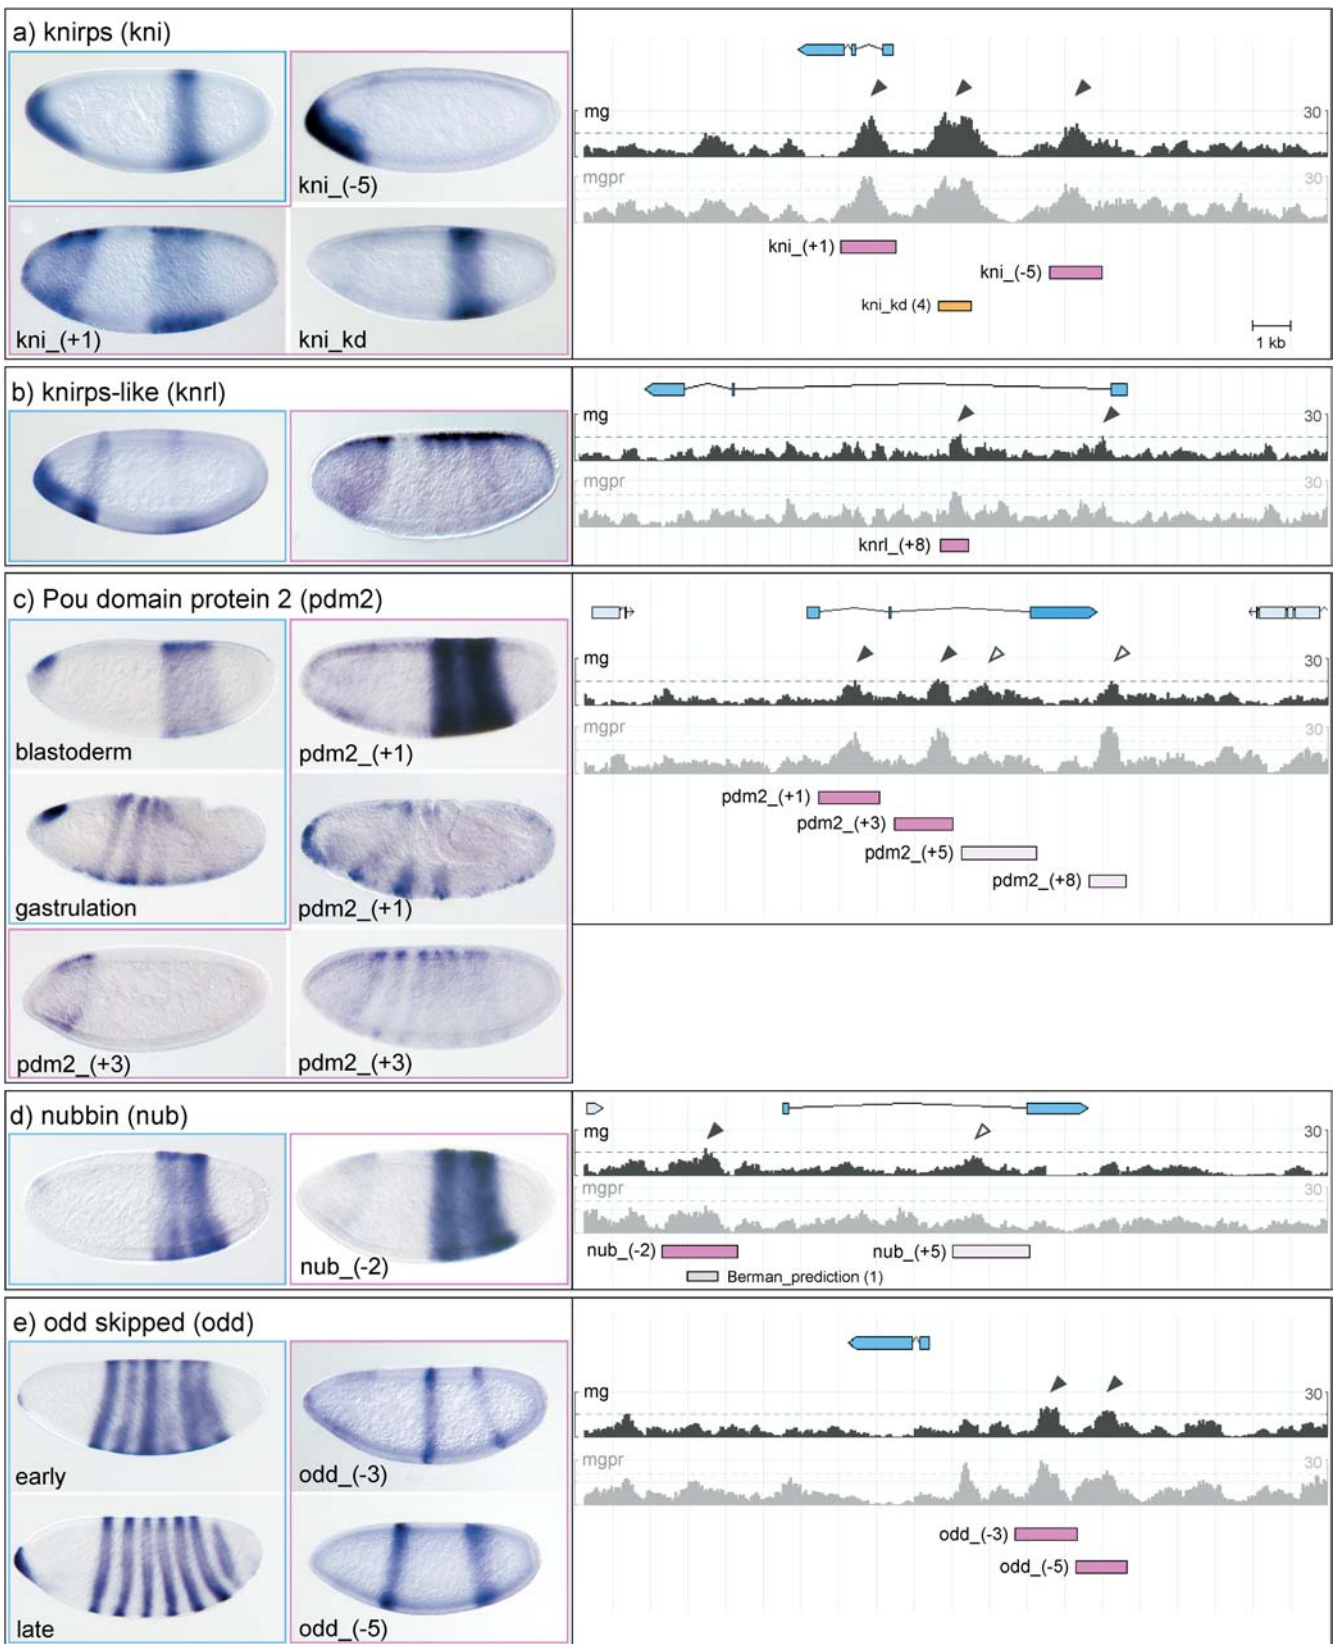 a) knirps (kni)
kni_(-5)
kni_(+1)
kni_kd
mg
30
mgpr
30
kni_(+1)
kni_(-5)
kni_kd (4)
1 kb
b) knirps-like (knrl)
mg
30
mgpr
30
knrl_(+8)
c) Pou domain protein 2 (pdm2)
blastoderm
pdm2_(+1)
gastrulation
pdm2_(+1)
pdm2_(+3)
pdm2_(+3)
mg
30
mgpr
30
pdm2_(+1)
pdm2_(+3)
pdm2_(+5)
pdm2_(+8)
d) nubbin (nub)
nub_(-2)
mg
30
mgpr
30
nub_(-2)
nub_(+5)
Berman_prediction (1)
e) odd skipped (odd)
early
odd_(-3)
late
odd_(-5)
mg
30
mgpr
30
odd_(-3)
odd_(-5)